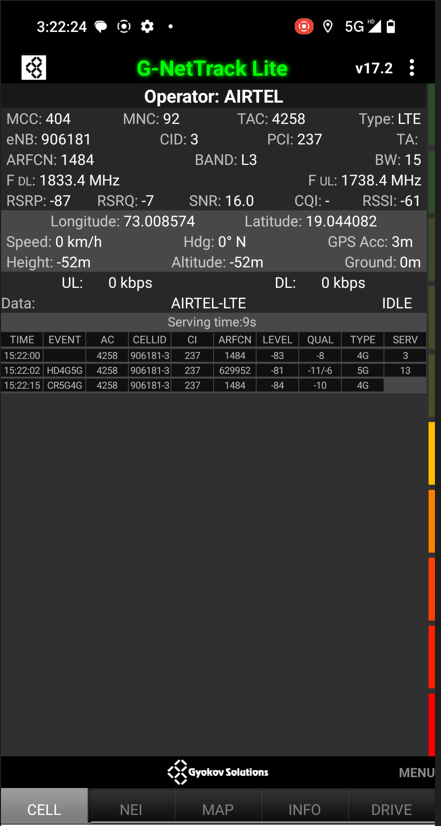 3:22:24 5G HD
G-NetTrack Lite v17.2
Operator: AIRTEL
MCC: 404 MNC: 92 TAC: 4258 Type: LTE
eNB: 906181 CID: 3 PCI: 237 TA:
ARFCN: 1484 BAND: L3 BW: 15
F DL: 1833.4 MHz F UL: 1738.4 MHz
RSRP: -87 RSRQ: -7 SNR: 16.0 CQI: - RSSI: -61
Longitude: 73.008574 Latitude: 19.044082
Speed: 0 km/h Hdg: 0° N GPS Acc: 3m
Height: -52m Altitude: -52m Ground: 0m
UL: 0 kbps DL: 0 kbps
Data: AIRTEL-LTE IDLE
Serving time:9s
TIME EVENT AC CELLID CI ARFCN LEVEL QUAL TYPE SERV
15:22:00 4258 906181-3 237 1484 -83 -8 4G 3
15:22:02 HD4G5G 4258 906181-3 237 629952 -81 -11/-6 5G 13
15:22:15 CR5G4G 4258 906181-3 237 1484 -84 -10 4G
Gyokov Solutions MENU
CELL NEI MAP INFO DRIVE